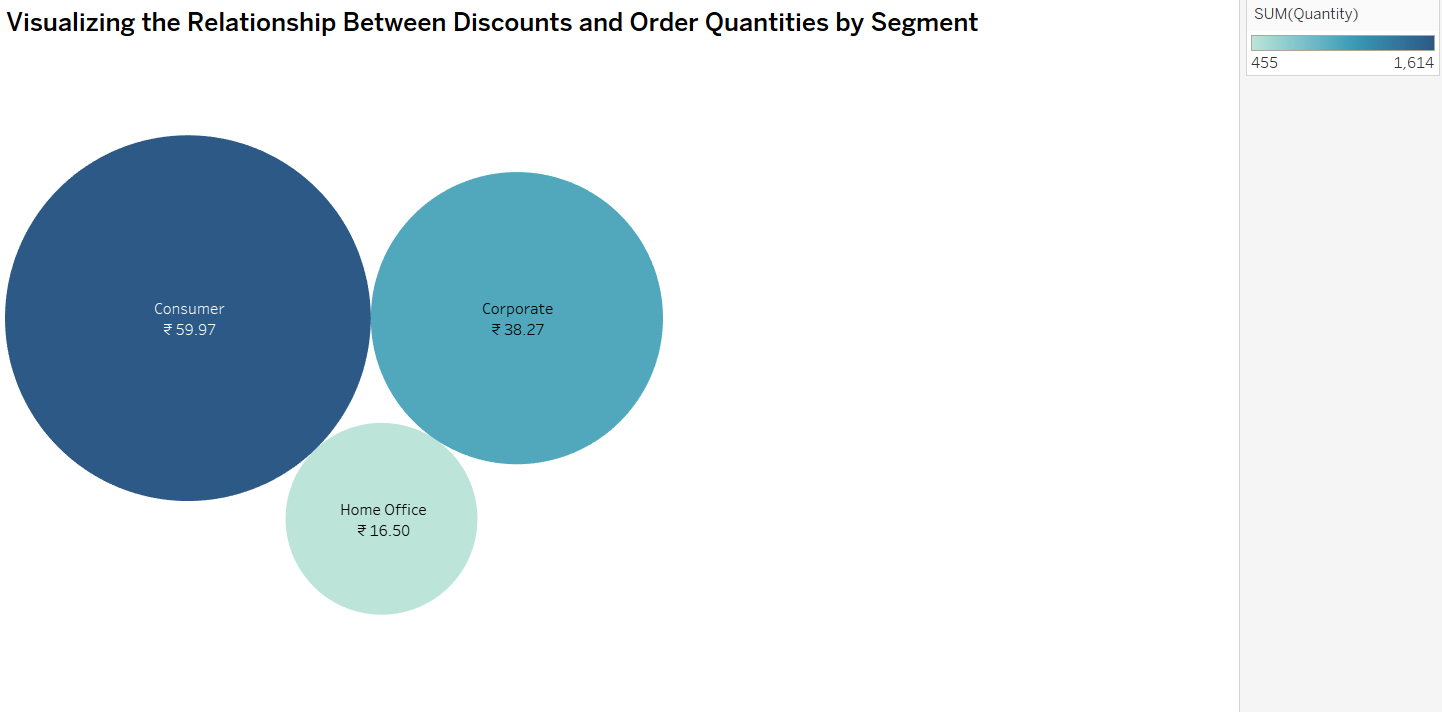 Visualizing the Relationship Between Discounts and Order Quantities by Segment
SUM(Quantity)
455 1,614
Consumer
₹ 59.97
Corporate
₹ 38.27
Home Office
₹ 16.50